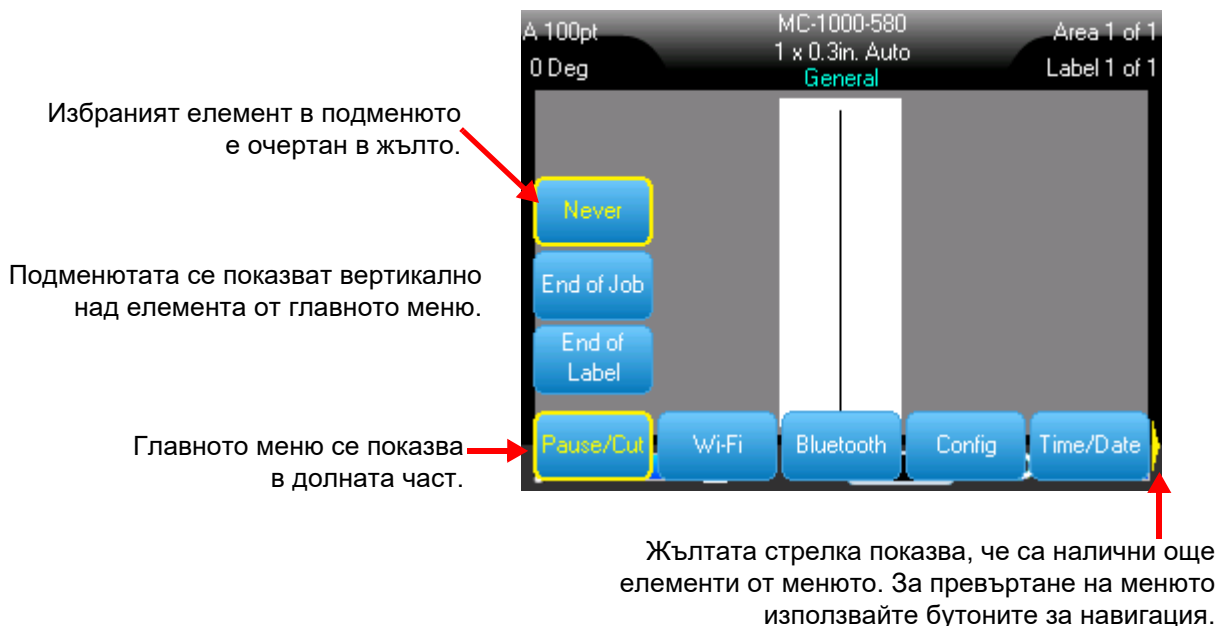 A 100pt
MC-1000-580
Area 1 of 1
0 Deg
1 x 0.3in. Auto
Label 1 of 1
General
Избраният елемент в подменюто
е очертан в жълто.
Never
Подменютата се показват вертикално
над елемента от главното меню.
End of Job
End of
Label
Главното меню се показва
в долната част.
Pause/Cut
Wi-Fi
Bluetooth
Config
Time/Date
Жълтата стрелка показва, че са налични още
елементи от менюто. За превъртане на менюто
използвайте бутоните за навигация.